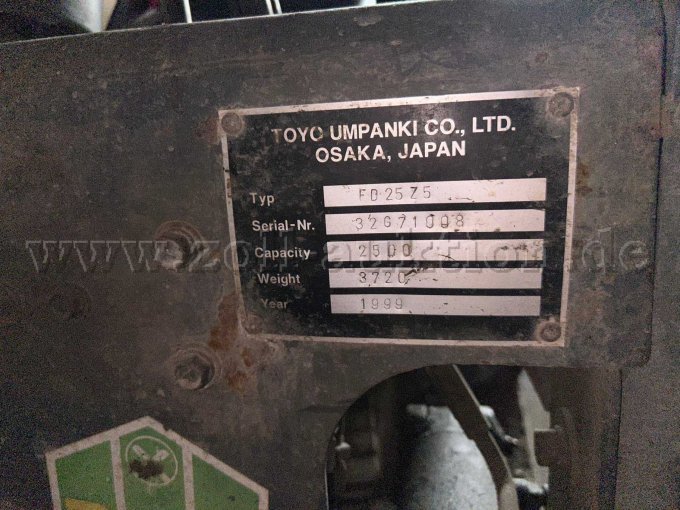 TOYO UMPANKI CO., LTD.
OSAKA, JAPAN
Typ FD25Z5
Serial-Nr. 32G71008
www.zoll-auktion.de
Capacity 2500
Weight 3720
Year 1999